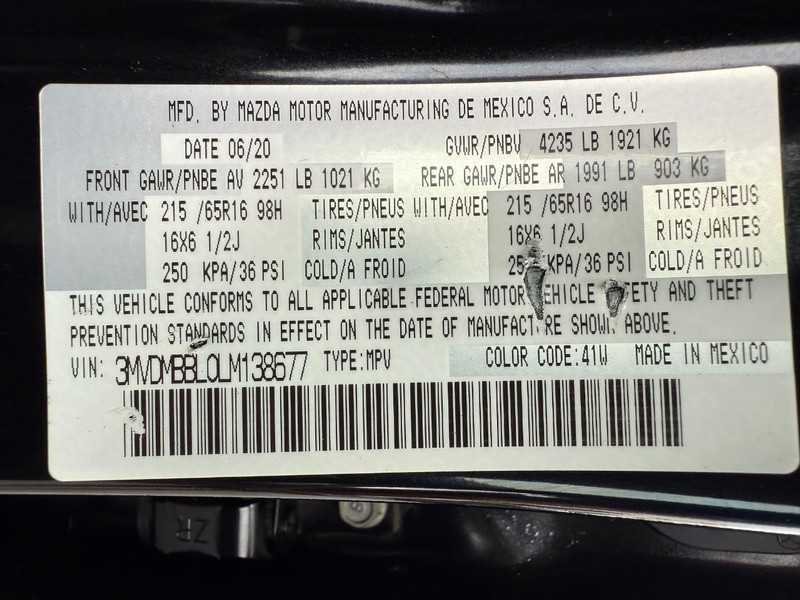 MFD. BY MAZDA MOTOR MANUFACTURING DE MEXICO S.A. DE C.V.
DATE 06/20 GVWR/PNBV 4235 LB 1921 KG
FRONT GAWR/PNBE AV 2251 LB 1021 KG REAR GAWR/PNBE AR 1991 LB 903 KG
WITH/AVEC 215 /65R16 98H TIRES/PNEUS WITH/AVEC 215 /65R16 98H TIRES/PNEUS
16X6 1/2J RIMS/JANTES 16X6 1/2J RIMS/JANTES
250 KPA/36 PSI COLD/A FROID KPA/36 PSI COLD/A FROID
THIS VEHICLE CONFORMS TO ALL APPLICABLE FEDERAL MOTOR VEHICLE AND THEFT
PREVENTION STANDARDS IN EFFECT ON THE DATE OF MANUFACTURE SHOWN ABOVE.
VIN: 3MVDMBBL0LM138677 TYPE:MPV COLOR CODE:41W MADE IN MEXICO
ZR